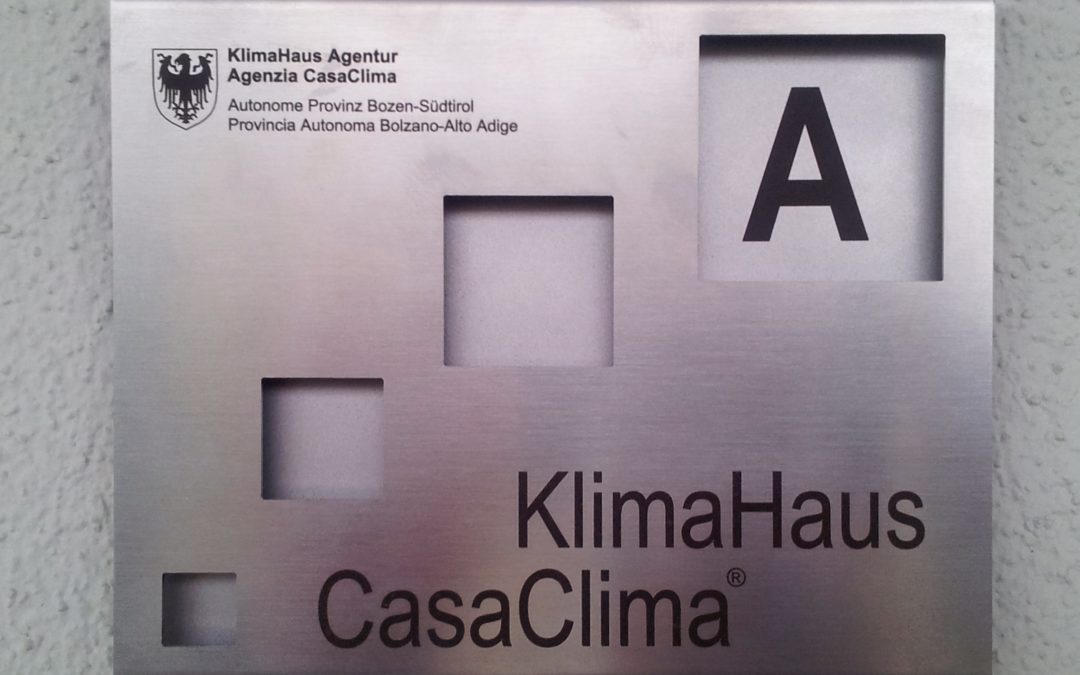 KlimaHaus Agentur
Agenzia CasaClima
Autonome Provinz Bozen-Südtirol
Provincia Autonoma Bolzano-Alto Adige
A
KlimaHaus
CasaClima®